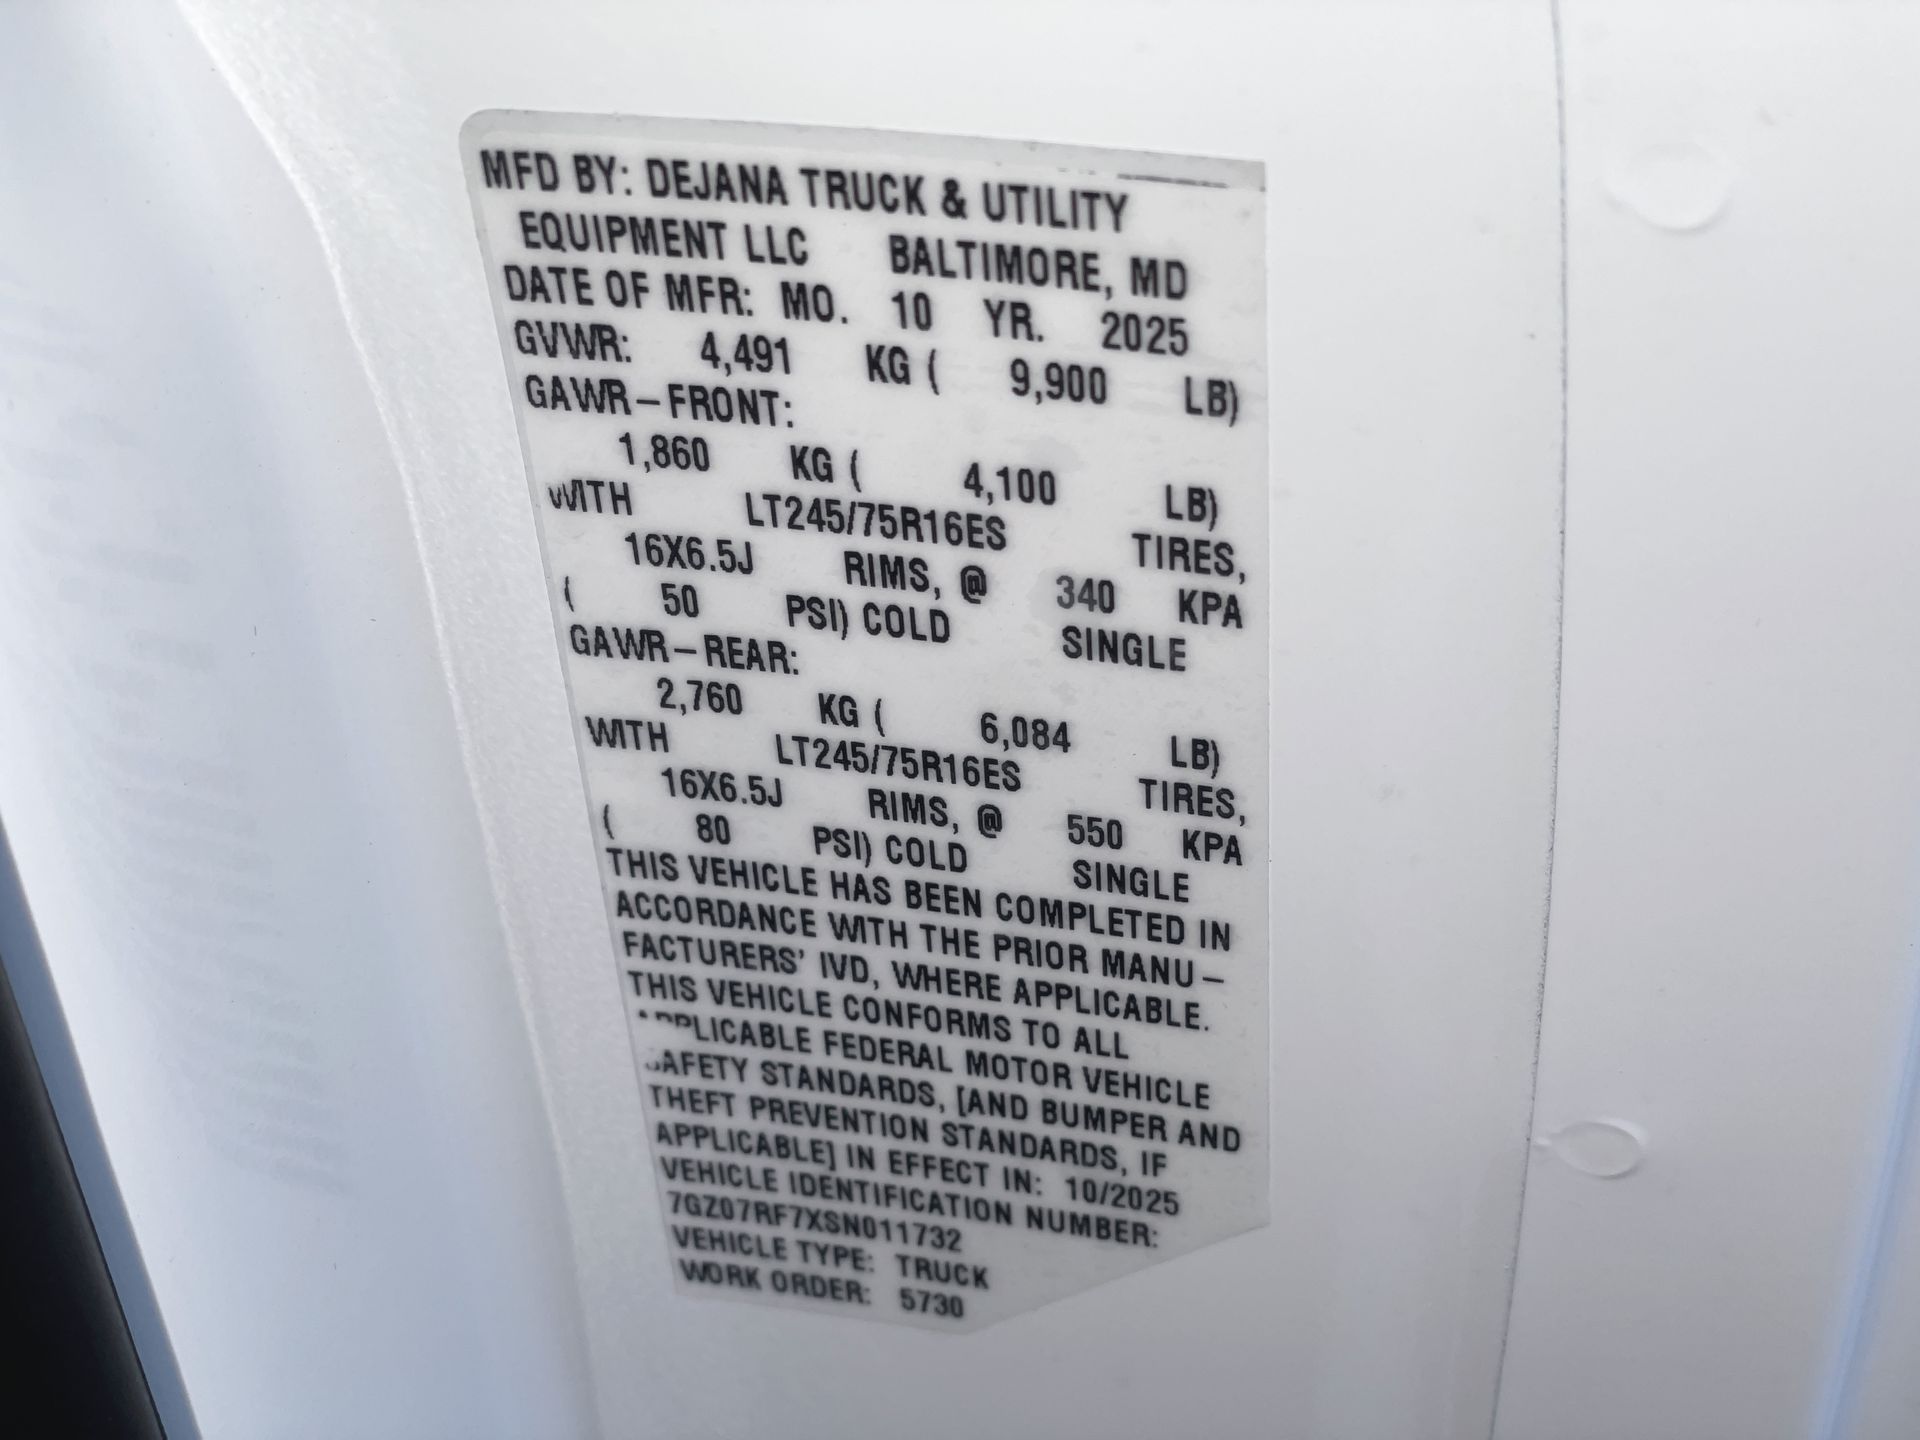 MFD BY: DEJANA TRUCK & UTILITY
EQUIPMENT LLC BALTIMORE, MD
DATE OF MFR: MO. 10 YR. 2025
GVWR: 4,491 KG ( 9,900 LB)
GAWR-FRONT:
1,860 KG ( 4,100 LB)
WITH LT245/75R16ES TIRES,
16X6.5J RIMS, @ 340 KPA
( 50 PSI) COLD SINGLE
GAWR-REAR:
2,760 KG ( 6,084 LB)
WITH LT245/75R16ES TIRES,
16X6.5J RIMS, @ 550 KPA
( 80 PSI) COLD SINGLE
THIS VEHICLE HAS BEEN COMPLETED IN
ACCORDANCE WITH THE PRIOR MANU-
FACTURERS' IVD, WHERE APPLICABLE.
THIS VEHICLE CONFORMS TO ALL
APPLICABLE FEDERAL MOTOR VEHICLE
SAFETY STANDARDS, [AND BUMPER AND
THEFT PREVENTION STANDARDS, IF
APPLICABLE] IN EFFECT IN: 10/2025
VEHICLE IDENTIFICATION NUMBER:
7GZ07RF7XSN011732
VEHICLE TYPE: TRUCK
WORK ORDER: 5730